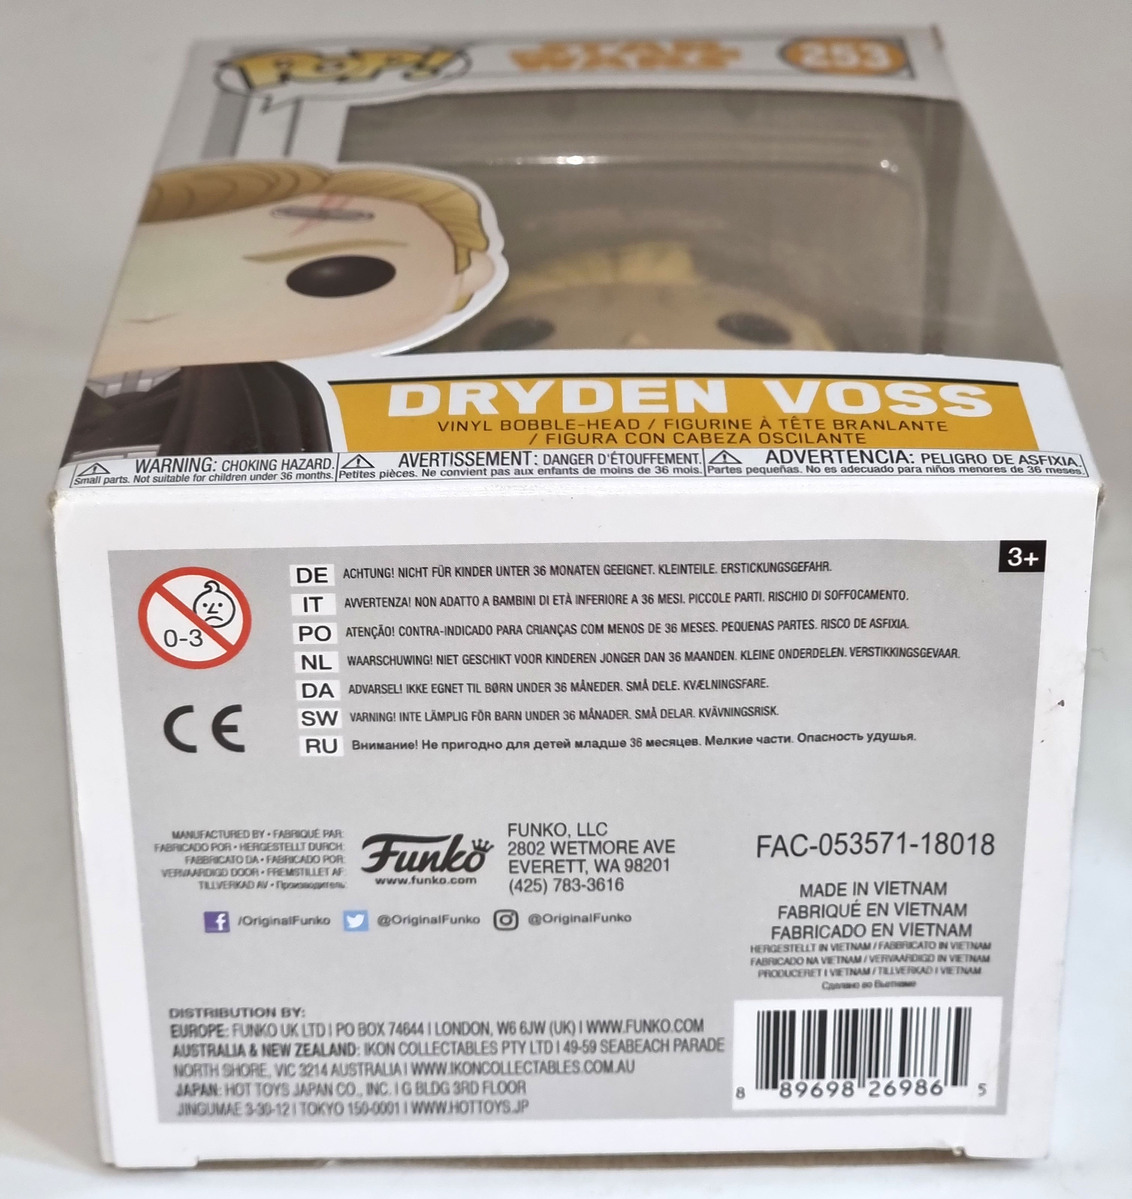 POP!
STAR
WARS
253
DRYDEN VOSS
VINYL BOBBLE-HEAD / FIGURINE À TÊTE BRANLANTE
/ FIGURA CON CABEZA OSCILANTE
WARNING: CHOKING HAZARD.
Small parts. Not suitable for children under 36 months.
AVERTISSEMENT: DANGER D'ÉTOUFFEMENT.
Petites pièces. Ne convient pas aux enfants de moins de 36 mois.
ADVERTENCIA: PELIGRO DE ASFIXIA.
Partes pequeñas. No es adecuado para niños menores de 36 meses.
3+
0-3
DE ACHTUNG! NICHT FÜR KINDER UNTER 36 MONATEN GEEIGNET. KLEINTEILE. ERSTICKUNGSGEFAHR.
IT AVVERTENZA! NON ADATTO A BAMBINI DI ETÀ INFERIORE A 36 MESI. PICCOLE PARTI. RISCHIO DI SOFFOCAMENTO.
PO ATENÇÃO! CONTRA-INDICADO PARA CRIANÇAS COM MENOS DE 36 MESES. PEQUENAS PARTES. RISCO DE ASFIXIA.
NL WAARSCHUWING! NIET GESCHIKT VOOR KINDEREN JONGER DAN 36 MAANDEN. KLEINE ONDERDELEN. VERSTIKKINGSGEVAAR.
DA ADVARSEL! IKKE EGNET TIL BØRN UNDER 36 MÅNEDER. SMÅ DELE. KVÆLNINGSFARE.
SW VARNING! INTE LÄMPLIG FÖR BARN UNDER 36 MÅNADER. SMÅ DELAR. KVÄVNINGSRISK.
RU Внимание! Не пригодно для детей младше 36 месяцев. Мелкие части. Опасность удушья.
CE
MANUFACTURED BY • FABRIQUÉ PAR:
FABRICADO POR • HERGESTELLT DURCH:
FABBRICATO DA • FABRICADO POR:
VERVAARDIGD DOOR • FREMSTILLET AF:
TILLVERKAD AV • Производитель:
Funko
www.funko.com
FUNKO, LLC
2802 WETMORE AVE
EVERETT, WA 98201
(425) 783-3616
/OriginalFunko @OriginalFunko @OriginalFunko
FAC-053571-18018
MADE IN VIETNAM
FABRIQUÉ EN VIETNAM
FABRICADO EN VIETNAM
HERGESTELLT IN VIETNAM / FABBRICATO IN VIETNAM
FABRICADO NA VIETNAM / VERVAARDIGD IN VIETNAM
PRODUCERET I VIETNAM / TILLVERKAD I VIETNAM
Сделано во Вьетнаме
DISTRIBUTION BY:
EUROPE: FUNKO UK LTD | PO BOX 74644 | LONDON, W6 6JW (UK) | WWW.FUNKO.COM
AUSTRALIA & NEW ZEALAND: IKON COLLECTABLES PTY LTD | 49-59 SEABEACH PARADE
NORTH SHORE, VIC 3214 AUSTRALIA | WWW.IKONCOLLECTABLES.COM.AU
JAPAN: HOT TOYS JAPAN CO., INC. | G BLDG 3RD FLOOR
JINGUMAE 3-30-12 | TOKYO 150-0001 | WWW.HOTTOYS.JP
8 89698 26986 5